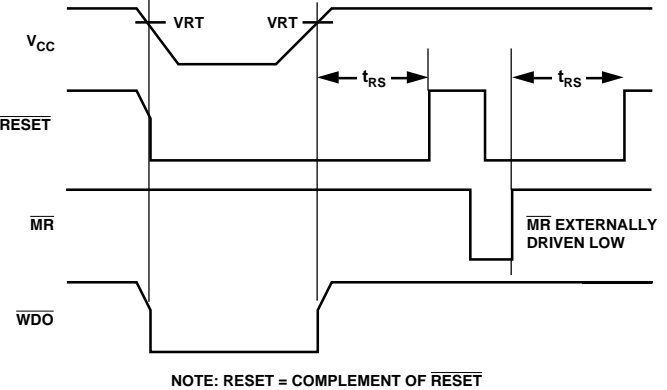 VRT VRT
VCC
tRS tRS
RESET
MR
MR EXTERNALLY
DRIVEN LOW
WDO
NOTE: RESET = COMPLEMENT OF RESET